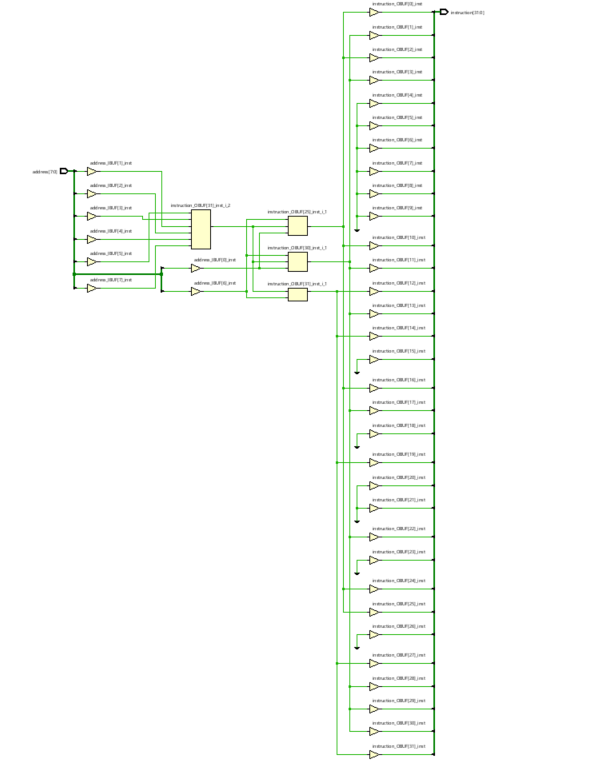 instruction_OBUF[0]_inst
instruction[31:0]
instruction_OBUF[1]_inst
instruction_OBUF[2]_inst
instruction_OBUF[3]_inst
instruction_OBUF[4]_inst
instruction_OBUF[5]_inst
instruction_OBUF[6]_inst
address_IBUF[1]_inst
address[7:0]
instruction_OBUF[7]_inst
address_IBUF[2]_inst
instruction_OBUF[8]_inst
instruction_OBUF[31]_inst_i_2
address_IBUF[3]_inst
instruction_OBUF[9]_inst
instruction_OBUF[25]_inst_i_1
address_IBUF[4]_inst
instruction_OBUF[10]_inst
instruction_OBUF[30]_inst_i_1
address_IBUF[5]_inst
address_IBUF[0]_inst
instruction_OBUF[11]_inst
address_IBUF[7]_inst
address_IBUF[6]_inst
instruction_OBUF[31]_inst_i_1
instruction_OBUF[12]_inst
instruction_OBUF[13]_inst
instruction_OBUF[14]_inst
instruction_OBUF[15]_inst
instruction_OBUF[16]_inst
instruction_OBUF[17]_inst
instruction_OBUF[18]_inst
instruction_OBUF[19]_inst
instruction_OBUF[20]_inst
instruction_OBUF[21]_inst
instruction_OBUF[22]_inst
instruction_OBUF[23]_inst
instruction_OBUF[24]_inst
instruction_OBUF[25]_inst
instruction_OBUF[26]_inst
instruction_OBUF[27]_inst
instruction_OBUF[28]_inst
instruction_OBUF[29]_inst
instruction_OBUF[30]_inst
instruction_OBUF[31]_inst